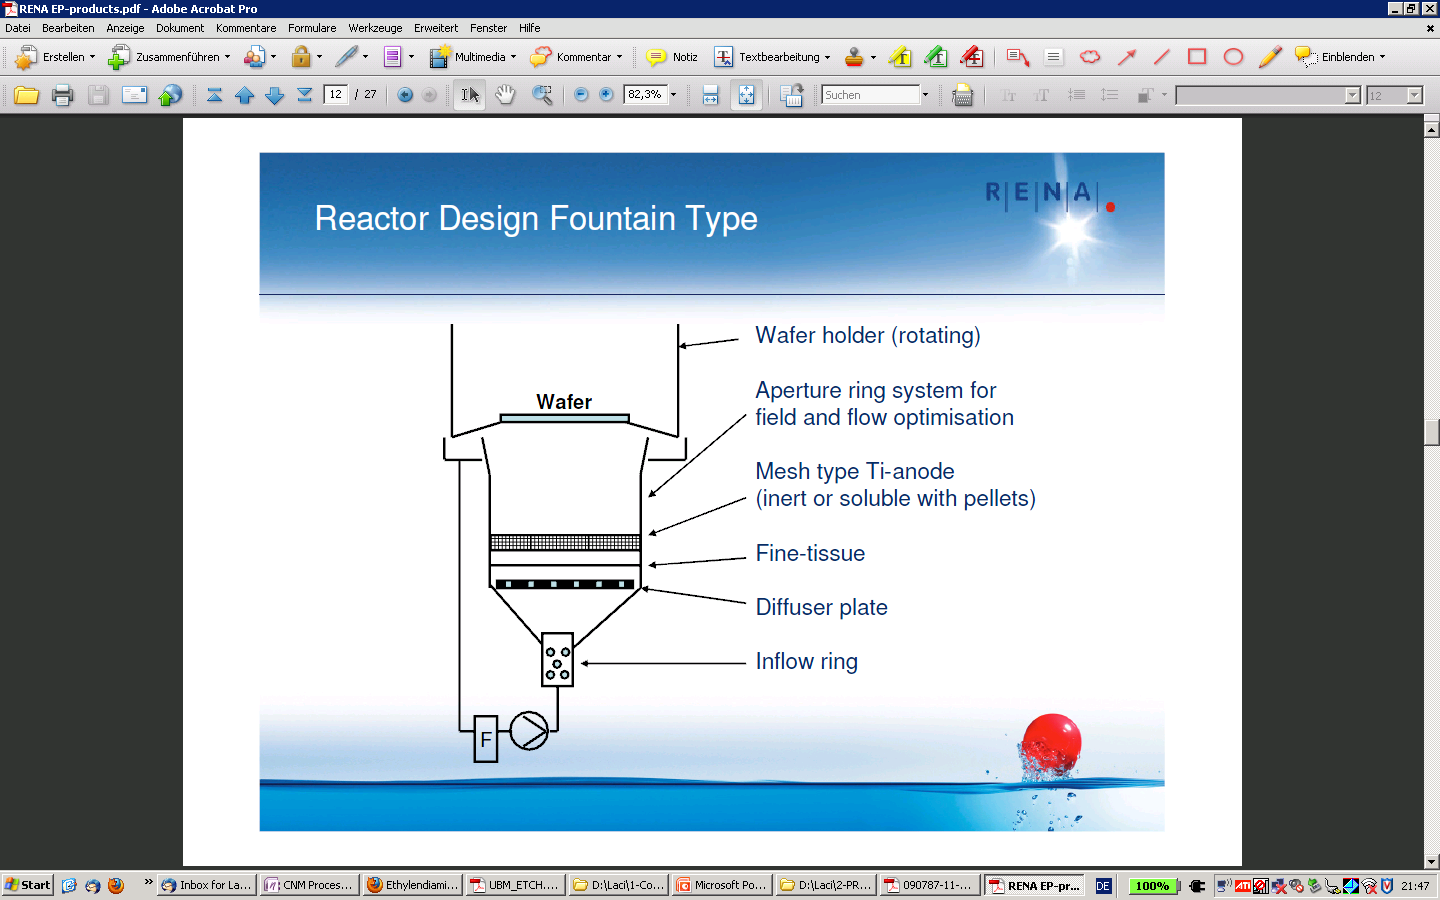 RENA EP-products.pdf - Adobe Acrobat Pro
Datei Bearbeiten Anzeige Dokument Kommentare Formulare Werkzeuge Erweitert Fenster Hilfe
Erstellen Zusammenführen Multimedia Kommentar Notiz Textbearbeitung Einblenden
12 / 27 82,3% Suchen 12
R|E|N|A|
Reactor Design Fountain Type
Wafer holder (rotating)
Aperture ring system for
field and flow optimisation
Wafer
Mesh type Ti-anode
(inert or soluble with pellets)
Fine-tissue
Diffuser plate
Inflow ring
F
Start » Inbox for La... CNM Proces... Ethylendiami... UBM_ETCH.... D:\Laci\1-Co... Microsoft Po... D:\Laci\2-PR... 090787-11-... RENA EP-pr... DE 100% 21:47